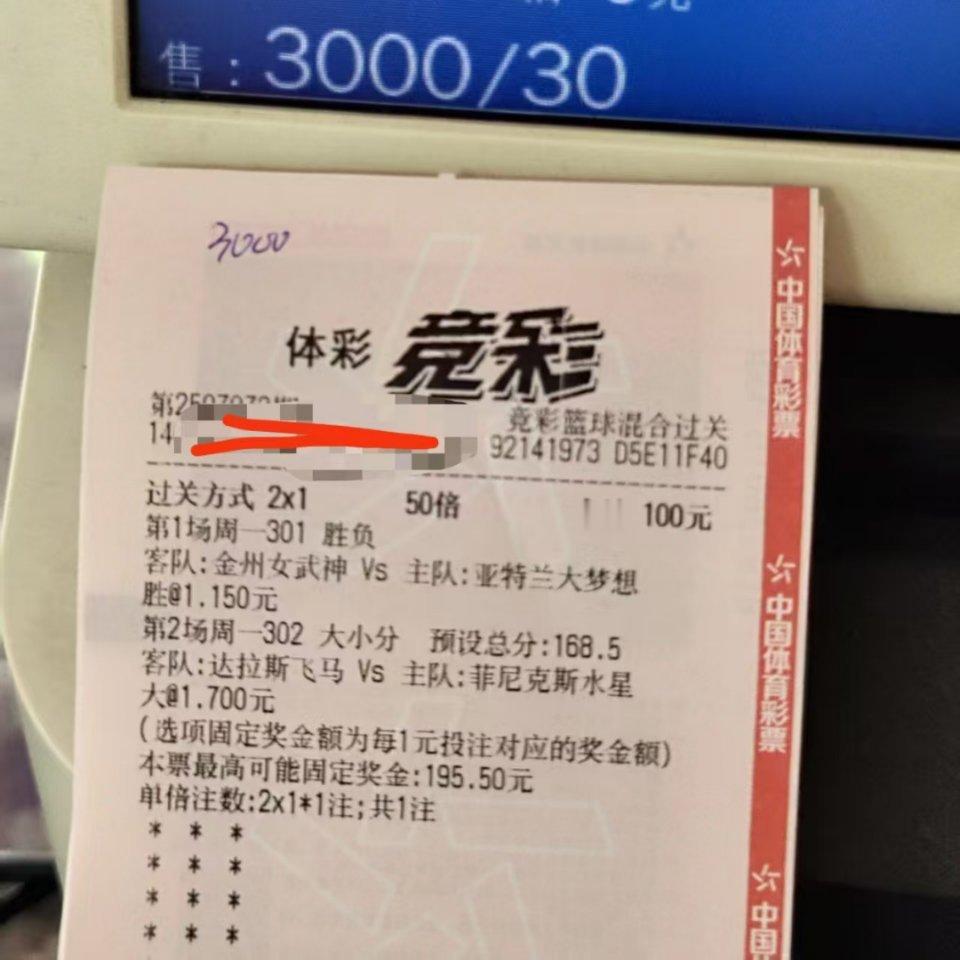 售：3000/30
3000
体彩 竞彩
竞彩篮球混合过关
14
92141973 D5E11F40
过关方式 2x1 50倍 100元
第1场周一301 胜负
客队:金州女武神 Vs 主队:亚特兰大梦想
胜@1.150元
第2场周一302 大小分 预设总分:168.5
客队:达拉斯飞马 Vs 主队:菲尼克斯水星
大@1.700元
(选项固定奖金额为每1元投注对应的奖金额)
本票最高可能固定奖金:195.50元
单倍注数:2x1*1注;共1注
* * *
* * *
* * *
* * *
中国体育彩票
中国体育彩票
中国